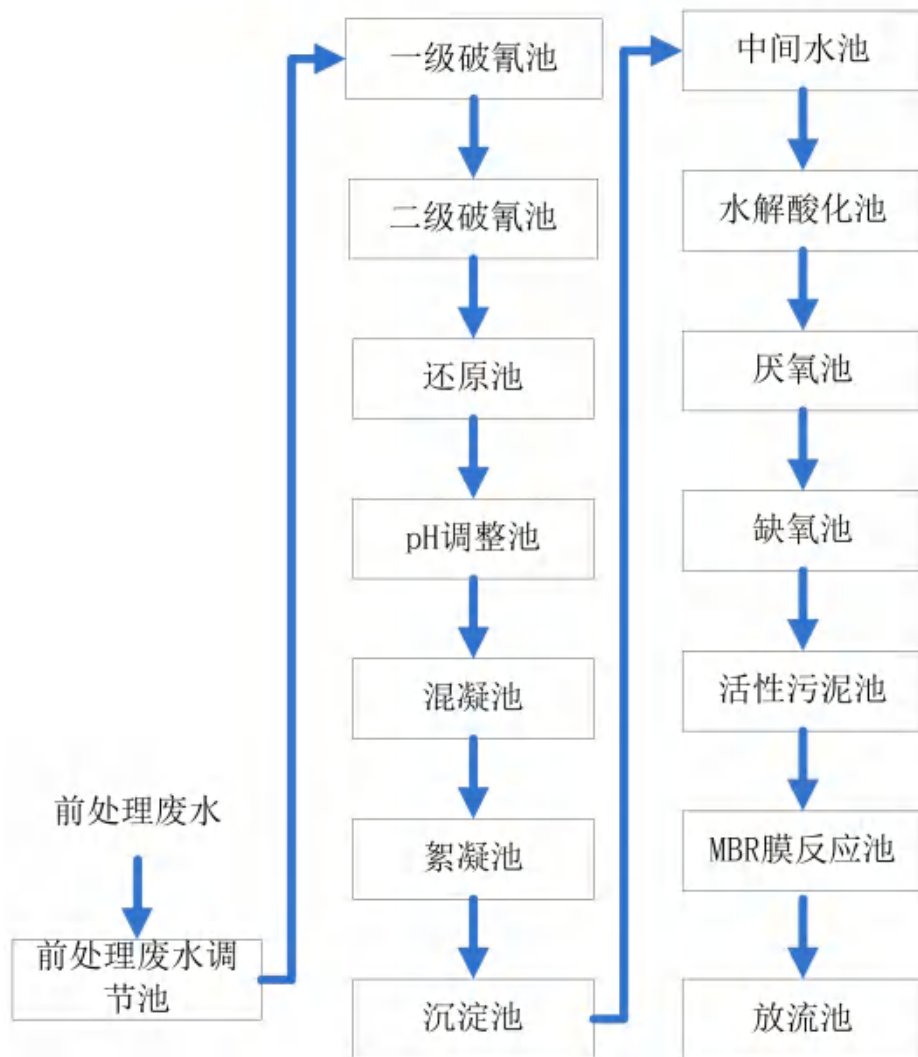 前处理废水
前处理废水调
节池
一级破氰池
二级破氰池
还原池
pH调整池
混凝池
絮凝池
沉淀池
中间水池
水解酸化池
厌氧池
缺氧池
活性污泥池
MBR膜反应池
放流池